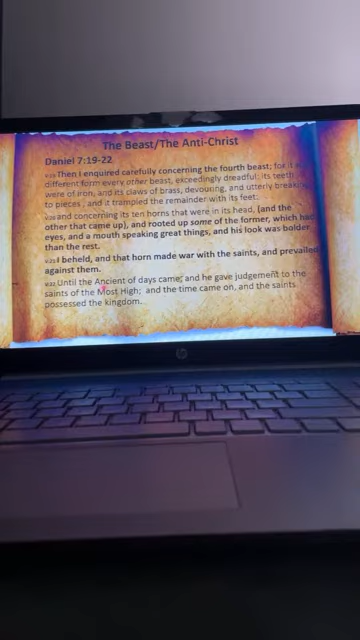 The Beast/The Anti-Christ
Daniel 7:19-22
Then I enquired carefully concerning the fourth beast; for it
different form every other beast, exceedingly dreadful: its teeth
were of iron, and its claws of brass, devouring, and utterly breaking
to pieces, and it trampled the remainder with its feet:
and concerning its ten horns that were in its head, (and the
other that came up), and rooted up some of the former, which had
eyes, and a mouth speaking great things, and his look was bolder
than the rest.
I beheld, and that horn made war with the saints, and prevailed
against them.
Until the Ancient of days came; and he gave judgement to the
saints of the Most High; and the time came on, and the saints
possessed the kingdom.
hp